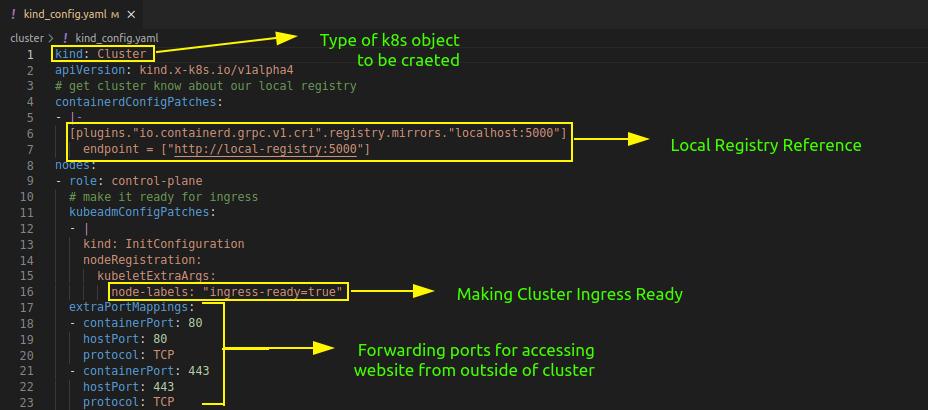 ! kind_config.yaml M ×
cluster > ! kind_config.yaml
1 kind: Cluster
Type of k8s object
to be craeted
2 apiVersion: kind.x-k8s.io/v1alpha4
3 # get cluster know about our local registry
4 containerdConfigPatches:
5 - |-
6 [plugins."io.containerd.grpc.v1.cri".registry.mirrors."localhost:5000"]
7 endpoint = ["http://local-registry:5000"]
Local Registry Reference
8 nodes:
9 - role: control-plane
10 # make it ready for ingress
11 kubeadmConfigPatches:
12 - |
13 kind: InitConfiguration
14 nodeRegistration:
15 kubeletExtraArgs:
16 node-labels: "ingress-ready=true"
Making Cluster Ingress Ready
17 extraPortMappings:
18 - containerPort: 80
19 hostPort: 80
20 protocol: TCP
Forwarding ports for accessing
website from outside of cluster
21 - containerPort: 443
22 hostPort: 443
23 protocol: TCP